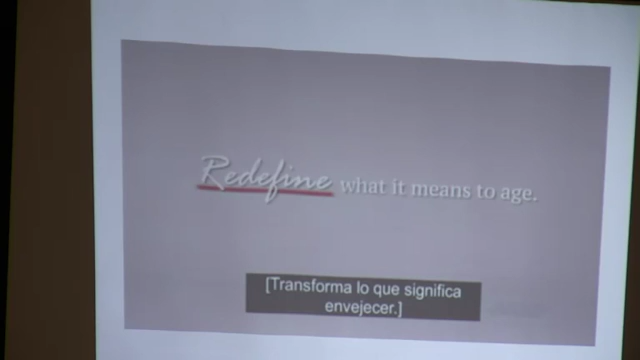 Redefine what it means to age.
[Transforma lo que significa
envejecer.]